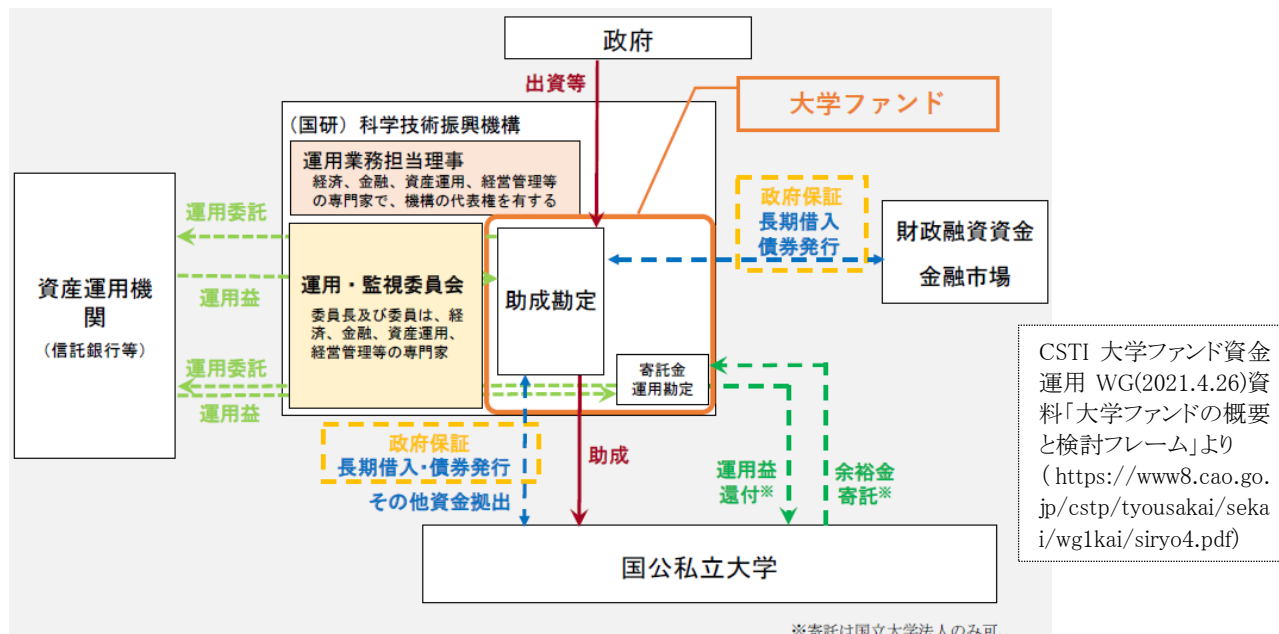 政府
出資等
大学ファンド
（国研）科学技術振興機構
運用業務担当理事
経済、金融、資産運用、経営管理等
の専門家で、機構の代表権を有する
運用委託
運用益
資産運用機
関
（信託銀行等）
運用委託
運用益
運用・監視委員会
委員長及び委員は、経
済、金融、資産運用、
経営管理等の専門家
助成勘定
寄託金
運用勘定
政府保証
長期借入
債券発行
財政融資資金
金融市場
政府保証
長期借入・債券発行
その他資金拠出
助成
運用益
還付※
余裕金
寄託※
国公私立大学
※寄託は国立大学法人のみ可
CSTI 大学ファンド資金
運用 WG(2021.4.26)資
料「大学ファンドの概要
と検討フレーム」より
( https://www8.cao.go.
jp/cstp/tyousakai/seka
i/wg1kai/siryo4.pdf)